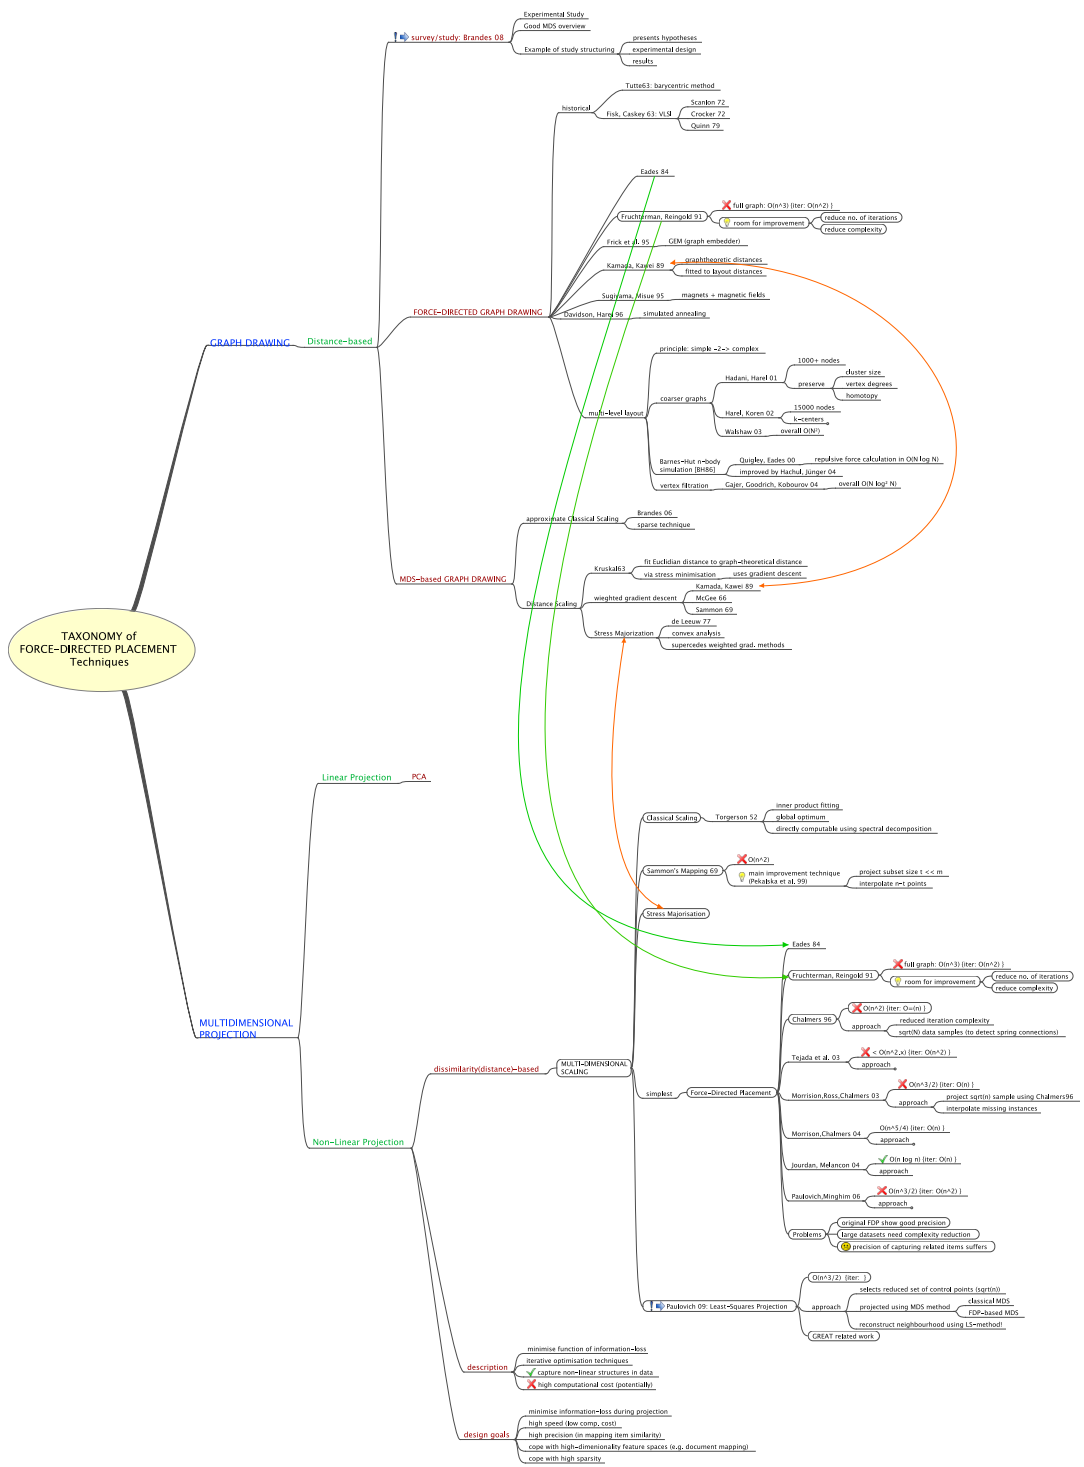 TAXONOMY of
FORCE-DIRECTED PLACEMENT
Techniques
GRAPH DRAWING
Distance-based
survey/study: Brandes 08
Experimental Study
Good MDS overview
Example of study structuring
presents hypotheses
experimental design
results
FORCE-DIRECTED GRAPH DRAWING
historical
Tutte63: barycentric method
Fisk, Caskey 63: VLSI
Scanlon 72
Crocker 72
Quinn 79
Eades 84
Fruchterman, Reingold 91
full graph: O(n^3) {iter: O(n^2) }
room for improvement
reduce no. of iterations
reduce complexity
Frick et al. 95
GEM (graph embedder)
Kamada, Kawei 89
graphtheoretic distances
fitted to layout distances
Sugiyama, Misue 95
magnets + magnetic fields
Davidson, Harel 96
simulated annealing
multi-level layout
principle: simple -2-> complex
coarser graphs
Hadani, Harel 01
1000+ nodes
preserve
cluster size
vertex degrees
homotopy
Harel, Koren 02
15000 nodes
k-centers
Walshaw 03
overall O(N²)
Barnes-Hut n-body
simulation [BH86]
Quigley, Eades 00
repulsive force calculation in O(N log N)
improved by Hachul, Jünger 04
vertex filtration
Gajer, Goodrich, Kobourov 04
overall O(N log² N)
MDS-based GRAPH DRAWING
approximate Classical Scaling
Brandes 06
sparse technique
Distance Scaling
Kruskal63
fit Euclidian distance to graph-theoretical distance
via stress minimisation
uses gradient descent
wieghted gradient descent
Kamada, Kawei 89
McGee 66
Sammon 69
Stress Majorization
de Leeuw 77
convex analysis
supercedes weighted grad. methods
MULTIDIMENSIONAL
PROJECTION
Linear Projection
PCA
Non-Linear Projection
dissimilarity(distance)-based
MULTI-DIMENSIONAL
SCALING
Classical Scaling
Torgerson 52
inner product fitting
global optimum
directly computable using spectral decomposition
Sammon's Mapping 69
O(n^2)
main improvement technique
(Pekalska et al. 99)
project subset size t << m
interpolate n-t points
Stress Majorisation
simplest
Force-Directed Placement
Eades 84
Fruchterman, Reingold 91
full graph: O(n^3) {iter: O(n^2) }
room for improvement
reduce no. of iterations
reduce complexity
Chalmers 96
O(n^2) {iter: O=(n) }
approach
reduced iteration complexity
sqrt(N) data samples (to detect spring connections)
Tejada et al. 03
< O(n^2,x) {iter: O(n^2) }
approach
Morrision,Ross,Chalmers 03
O(n^3/2) {iter: O(n) }
approach
project sqrt(n) sample using Chalmers96
interpolate missing instances
Morrison,Chalmers 04
O(n^5/4) {iter: O(n) }
approach
Jourdan, Melancon 04
O(n log n) {iter: O(n) }
approach
Paulovich,Minghim 06
O(n^3/2) {iter: O(n^2) }
approach
Problems
original FDP show good precision
large datasets need complexity reduction
precision of capturing related items suffers
Paulovich 09: Least-Squares Projection
O(n^3/2) {iter: }
approach
selects reduced set of control points (sqrt(n))
projected using MDS method
classical MDS
FDP-based MDS
reconstruct neighbourhood using LS-method!
GREAT related work
description
minimise function of information-loss
iterative optimisation techniques
capture non-linear structures in data
high computational cost (potentially)
design goals
minimise information-loss during projection
high speed (low comp. cost)
high precision (in mapping item similarity)
cope with high-dimenionality feature spaces (e.g. document mapping)
cope with high sparsity